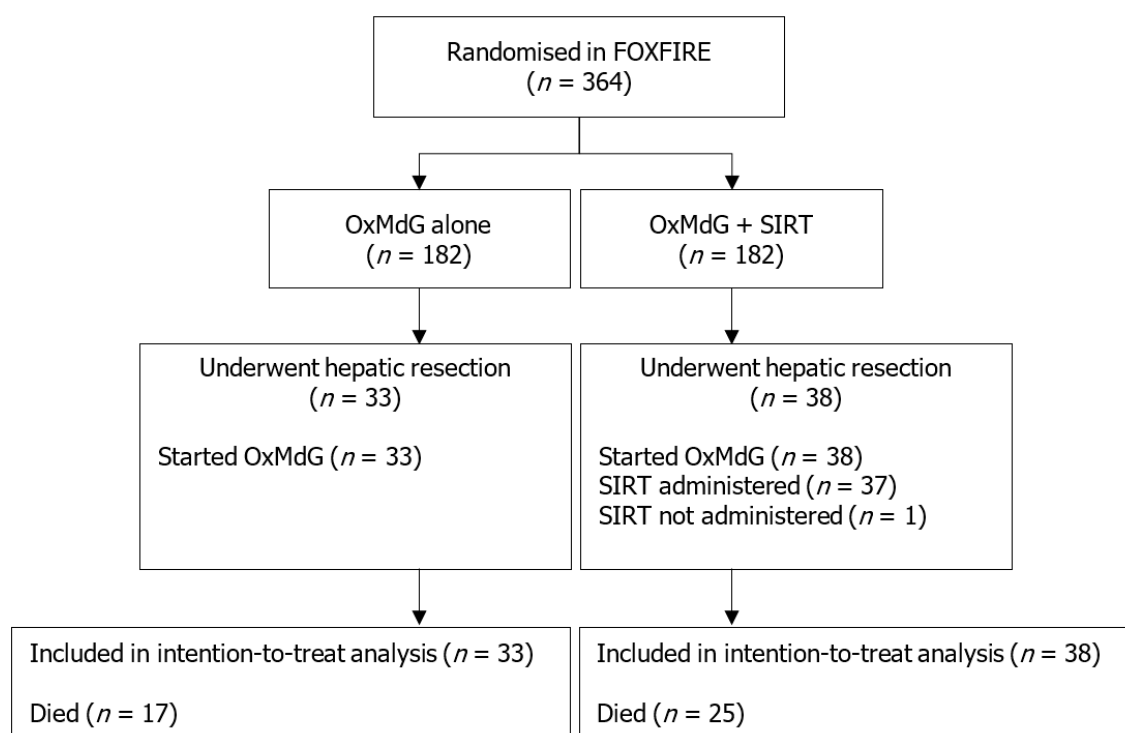 Randomised in FOXFIRE
(n = 364)
OxMdG alone
(n = 182)
OxMdG + SIRT
(n = 182)
Underwent hepatic resection
(n = 33)
Started OxMdG (n = 33)
Underwent hepatic resection
(n = 38)
Started OxMdG (n = 38)
SIRT administered (n = 37)
SIRT not administered (n = 1)
Included in intention-to-treat analysis (n = 33)
Died (n = 17)
Included in intention-to-treat analysis (n = 38)
Died (n = 25)